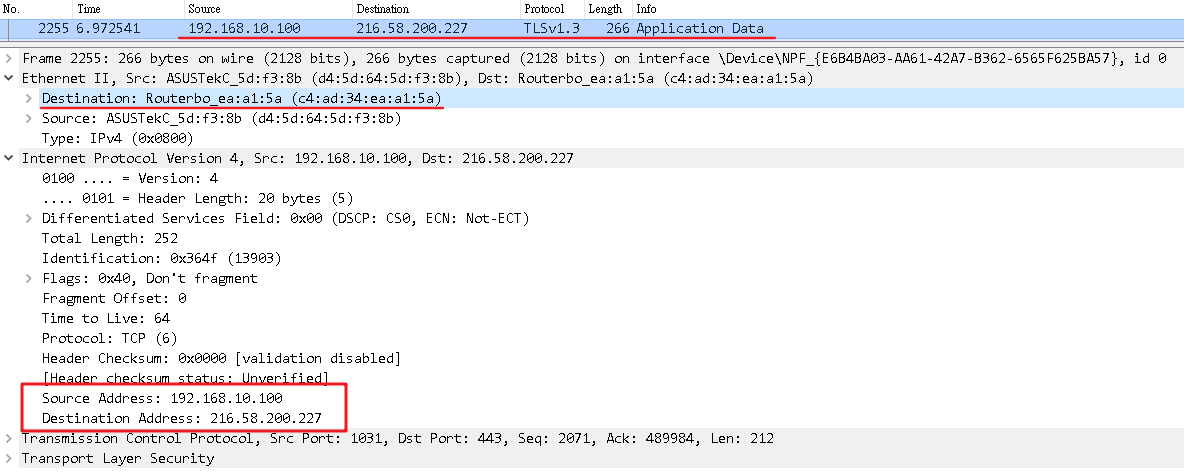 No. Time Source Destination Protocol Length Info
2255 6.972541 192.168.10.100 216.58.200.227 TLSv1.3 266 Application Data
Frame 2255: 266 bytes on wire (2128 bits), 266 bytes captured (2128 bits) on interface \Device\NPF_{E6B4BA03-AA61-42A7-B362-6565F625BA57}, id 0
Ethernet II, Src: ASUSTekC_5d:f3:8b (d4:5d:64:5d:f3:8b), Dst: Routerbo_ea:a1:5a (c4:ad:34:ea:a1:5a)
Destination: Routerbo_ea:a1:5a (c4:ad:34:ea:a1:5a)
Source: ASUSTekC_5d:f3:8b (d4:5d:64:5d:f3:8b)
Type: IPv4 (0x0800)
Internet Protocol Version 4, Src: 192.168.10.100, Dst: 216.58.200.227
0100 .... = Version: 4
.... 0101 = Header Length: 20 bytes (5)
Differentiated Services Field: 0x00 (DSCP: CS0, ECN: Not-ECT)
Total Length: 252
Identification: 0x364f (13903)
Flags: 0x40, Don't fragment
Fragment Offset: 0
Time to Live: 64
Protocol: TCP (6)
Header Checksum: 0x0000 [validation disabled]
[Header checksum status: Unverified]
Source Address: 192.168.10.100
Destination Address: 216.58.200.227
Transmission Control Protocol, Src Port: 1031, Dst Port: 443, Seq: 2071, Ack: 489984, Len: 212
Transport Layer Security